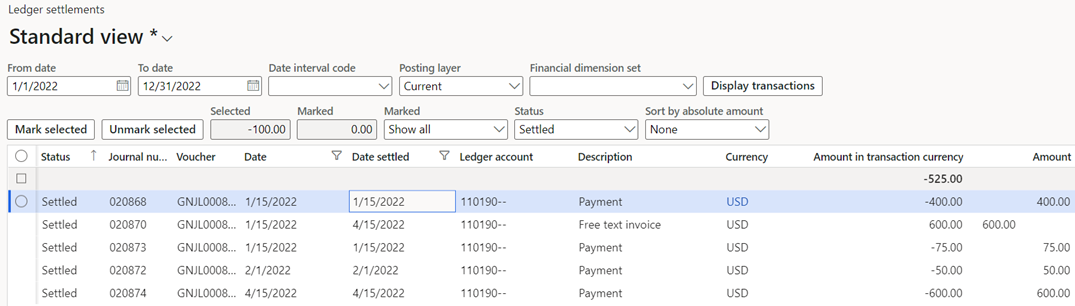 Ledger settlements
Standard view *
From date To date Date interval code Posting layer Financial dimension set
1/1/2022 12/31/2022 Current Display transactions
Selected Marked Marked Status Sort by absolute amount
Mark selected Unmark selected -100.00 0.00 Show all Settled None
Status Journal nu... Voucher Date Date settled Ledger account Description Currency Amount in transaction currency Amount
-525.00
Settled 020868 GNJL0008... 1/15/2022 1/15/2022 110190-- Payment USD -400.00 400.00
Settled 020870 GNJL0008... 1/15/2022 4/15/2022 110190-- Free text invoice USD 600.00 600.00
Settled 020873 GNJL0008... 1/15/2022 1/15/2022 110190-- Payment USD -75.00 75.00
Settled 020872 GNJL0008... 2/1/2022 2/1/2022 110190-- Payment USD -50.00 50.00
Settled 020874 GNJL0008... 4/15/2022 4/15/2022 110190-- Payment USD -600.00 600.00